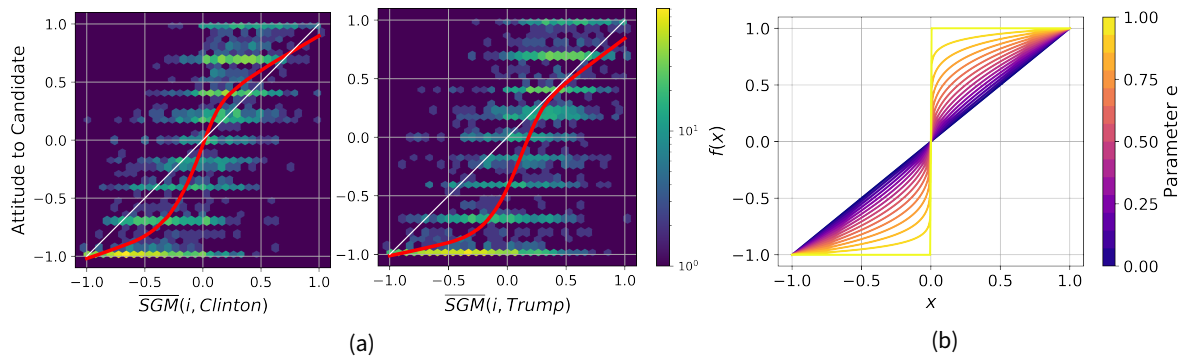 Attitude to Candidate
1.0
0.5
0.0
−0.5
−1.0
−1.0 −0.5 0.0 0.5 1.0
SGM(i, Clinton)
1.0
0.5
0.0
−0.5
−1.0
−1.0 −0.5 0.0 0.5 1.0
SGM(i, Trump)
10¹
10⁰
(a)
f(x)
1.0
0.5
0.0
−0.5
−1.0
−1.0 −0.5 0.0 0.5 1.0
x
1.00
0.75
0.50
0.25
0.00
Parameter e
(b)